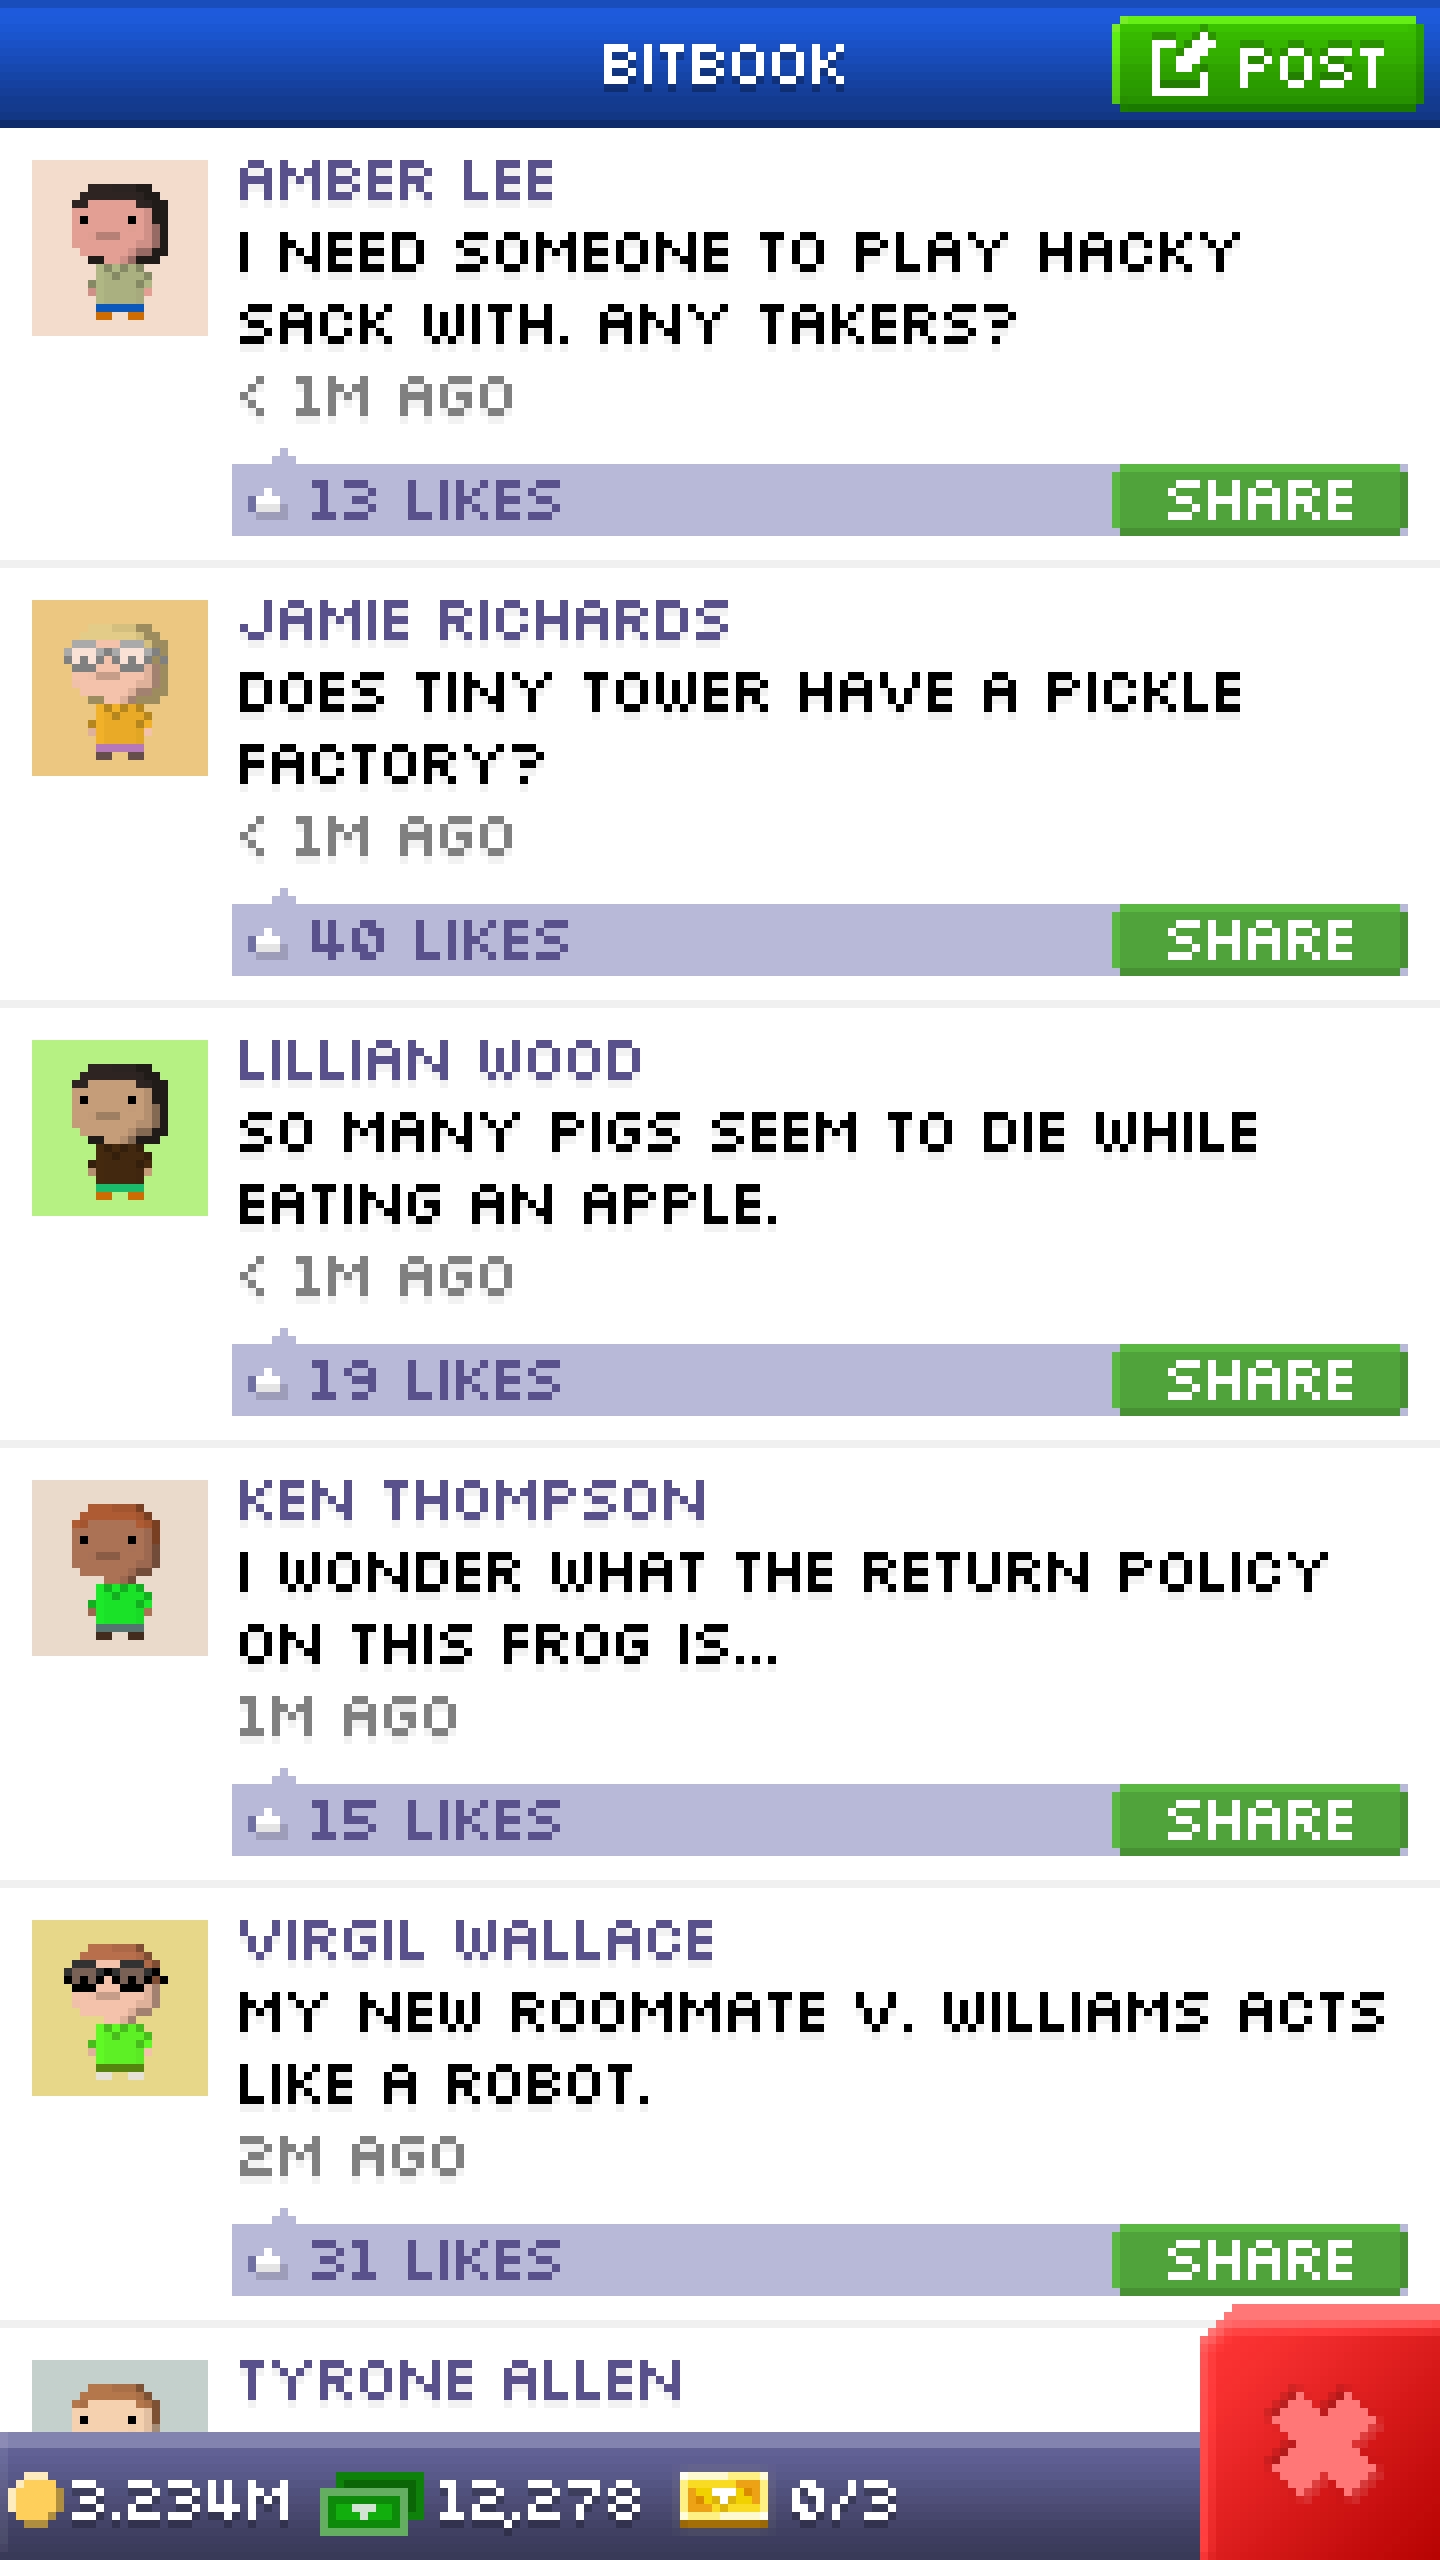 BITBOOK
POST
AMBER LEE
I NEED SOMEONE TO PLAY HACKY
SACK WITH. ANY TAKERS?
< 1M AGO
13 LIKES
SHARE
JAMIE RICHARDS
DOES TINY TOWER HAVE A PICKLE
FACTORY?
< 1M AGO
40 LIKES
SHARE
LILLIAN WOOD
SO MANY PIGS SEEM TO DIE WHILE
EATING AN APPLE.
< 1M AGO
19 LIKES
SHARE
KEN THOMPSON
I WONDER WHAT THE RETURN POLICY
ON THIS FROG IS...
1M AGO
15 LIKES
SHARE
VIRGIL WALLACE
MY NEW ROOMMATE V. WILLIAMS ACTS
LIKE A ROBOT.
2M AGO
31 LIKES
SHARE
TYRONE ALLEN
3.234M 12,278 0/3